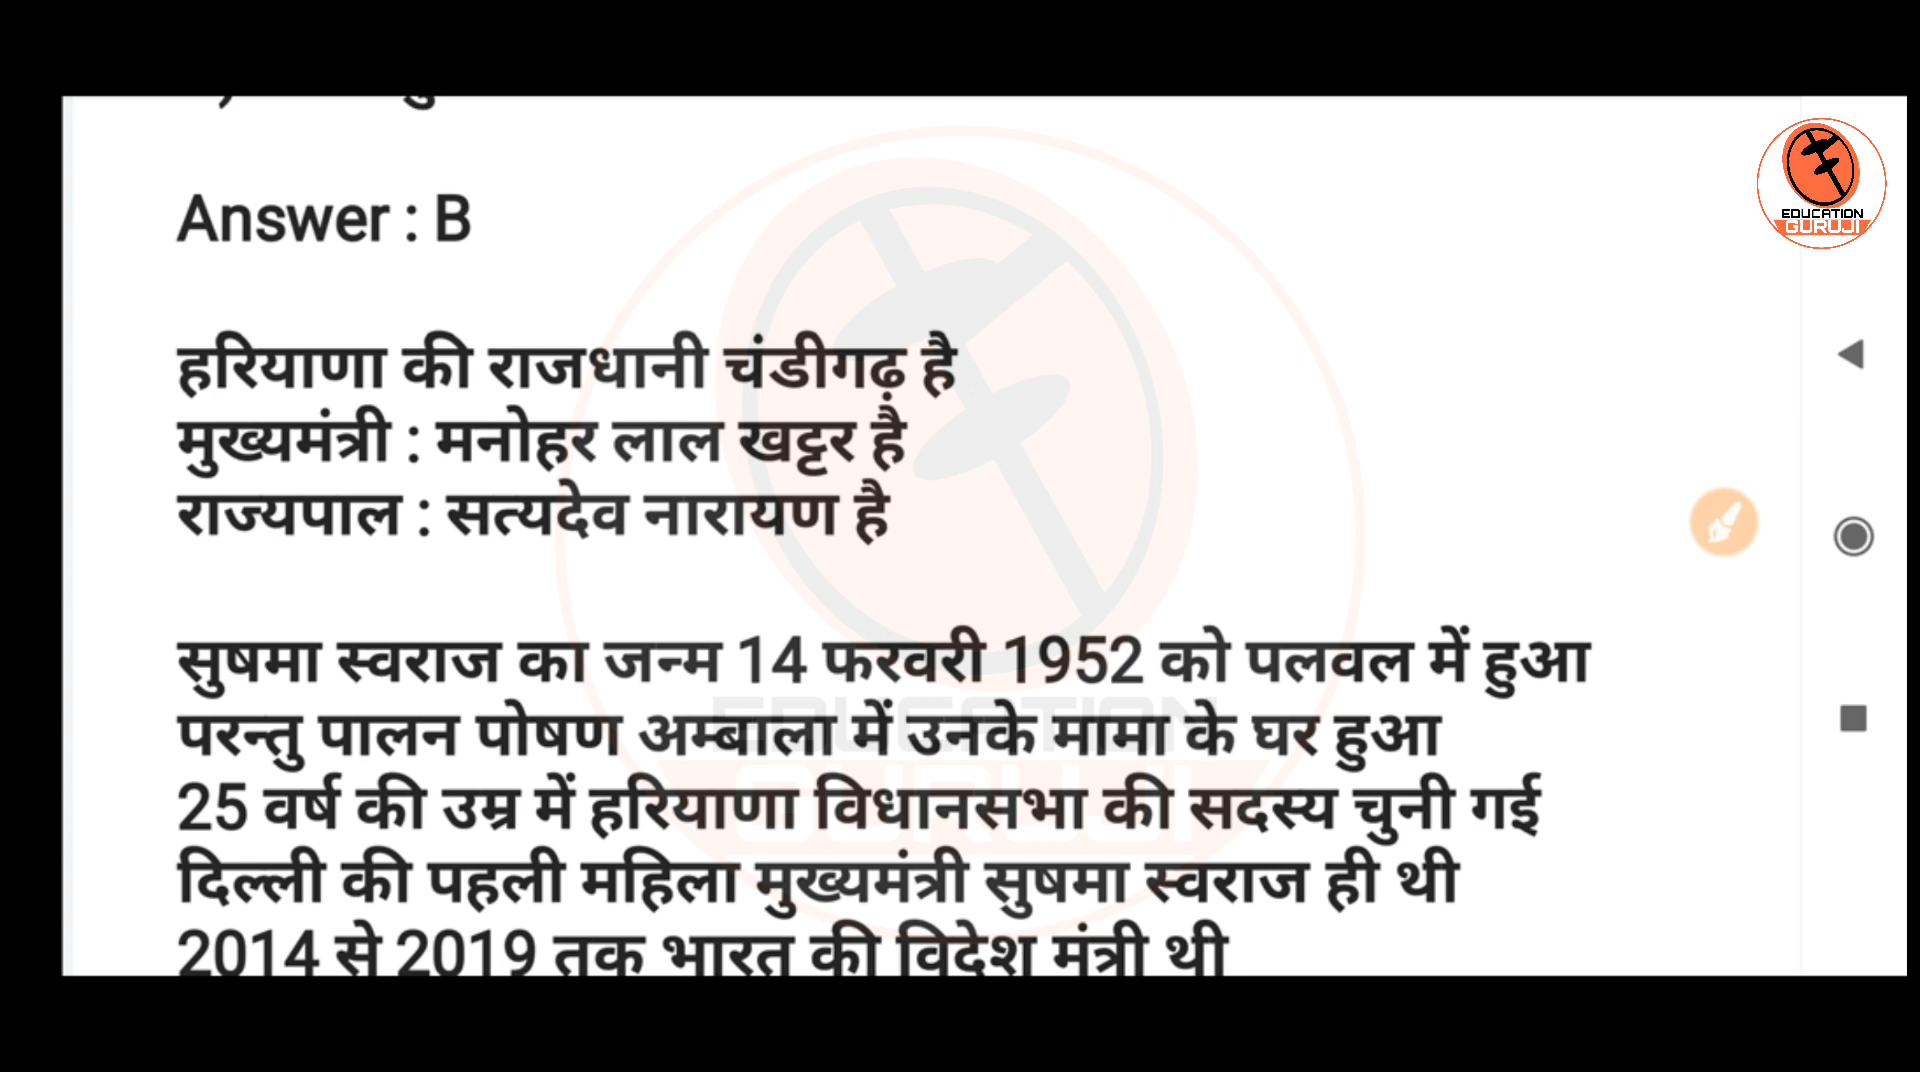 Answer : B
हरियाणा की राजधानी चंडीगढ़ है
मुख्यमंत्री : मनोहर लाल खट्टर है
राज्यपाल : सत्यदेव नारायण है
सुषमा स्वराज का जन्म 14 फरवरी 1952 को पलवल में हुआ
परन्तु पालन पोषण अम्बाला में उनके मामा के घर हुआ
25 वर्ष की उम्र में हरियाणा विधानसभा की सदस्य चुनी गई
दिल्ली की पहली महिला मुख्यमंत्री सुषमा स्वराज ही थी
2014 से 2019 तक भारत की विदेश मंत्री थी
EDUCATION
GURUJI
EDUCATION
GURUJI